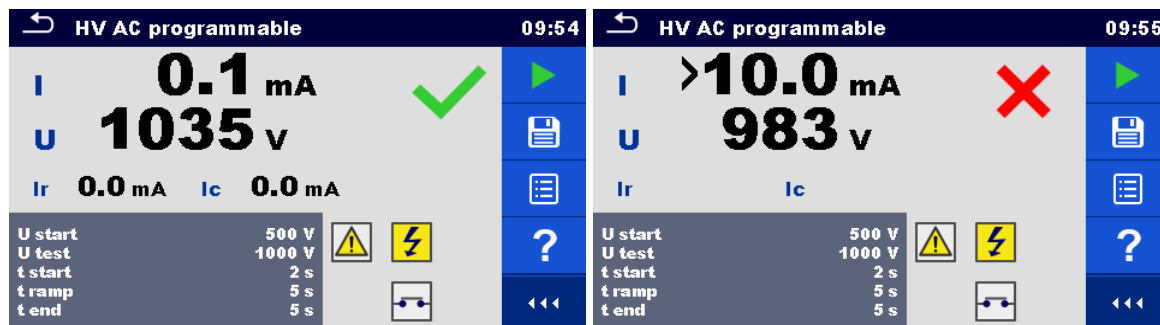 HV AC programmable 09:54
I 0.1 mA
U 1035 V
Ir 0.0 mA Ic 0.0 mA
U start 500 V
U test 1000 V
t start 2 s
t ramp 5 s
t end 5 s
?
HV AC programmable 09:55
I >10.0 mA
U 983 V
Ir Ic
U start 500 V
U test 1000 V
t start 2 s
t ramp 5 s
t end 5 s
?